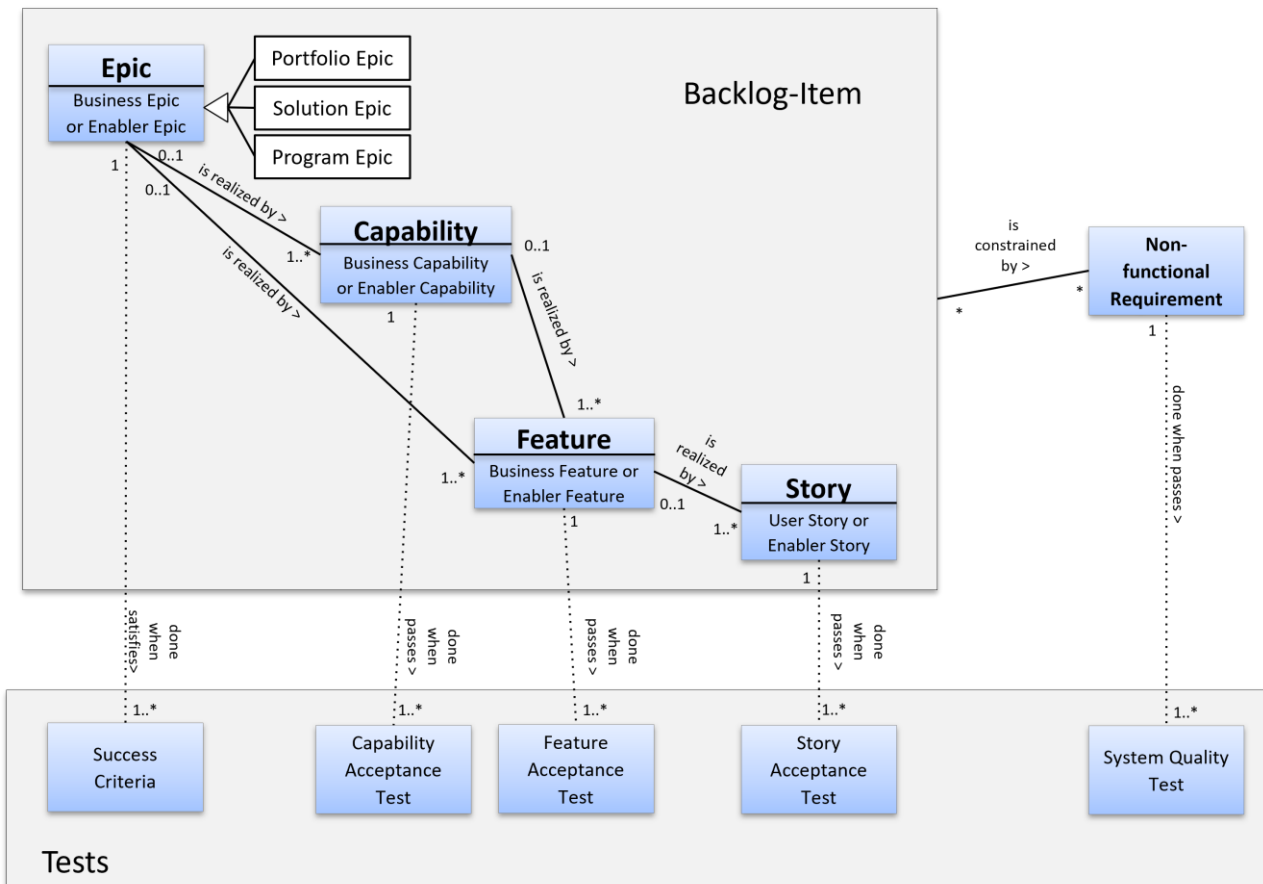 Epic
Business Epic
or Enabler Epic
Portfolio Epic
Solution Epic
Program Epic
Backlog-Item
1
0..1
0..1
is realized by >
is realized by >
1..*
Capability
Business Capability
or Enabler Capability
0..1
1
is realized by >
1..*
is
constrained
by >
*
*
Non-
functional
Requirement
1
Feature
Business Feature or
Enabler Feature
1..*
1
is
realized
by >
0..1
1..*
Story
User Story or
Enabler Story
1
done when passes >
done
when
satisfies>
done
when
passes >
done
when
passes >
done
when
passes >
1..*
1..*
1..*
1..*
1..*
Success
Criteria
Capability
Acceptance
Test
Feature
Acceptance
Test
Story
Acceptance
Test
System Quality
Test
Tests